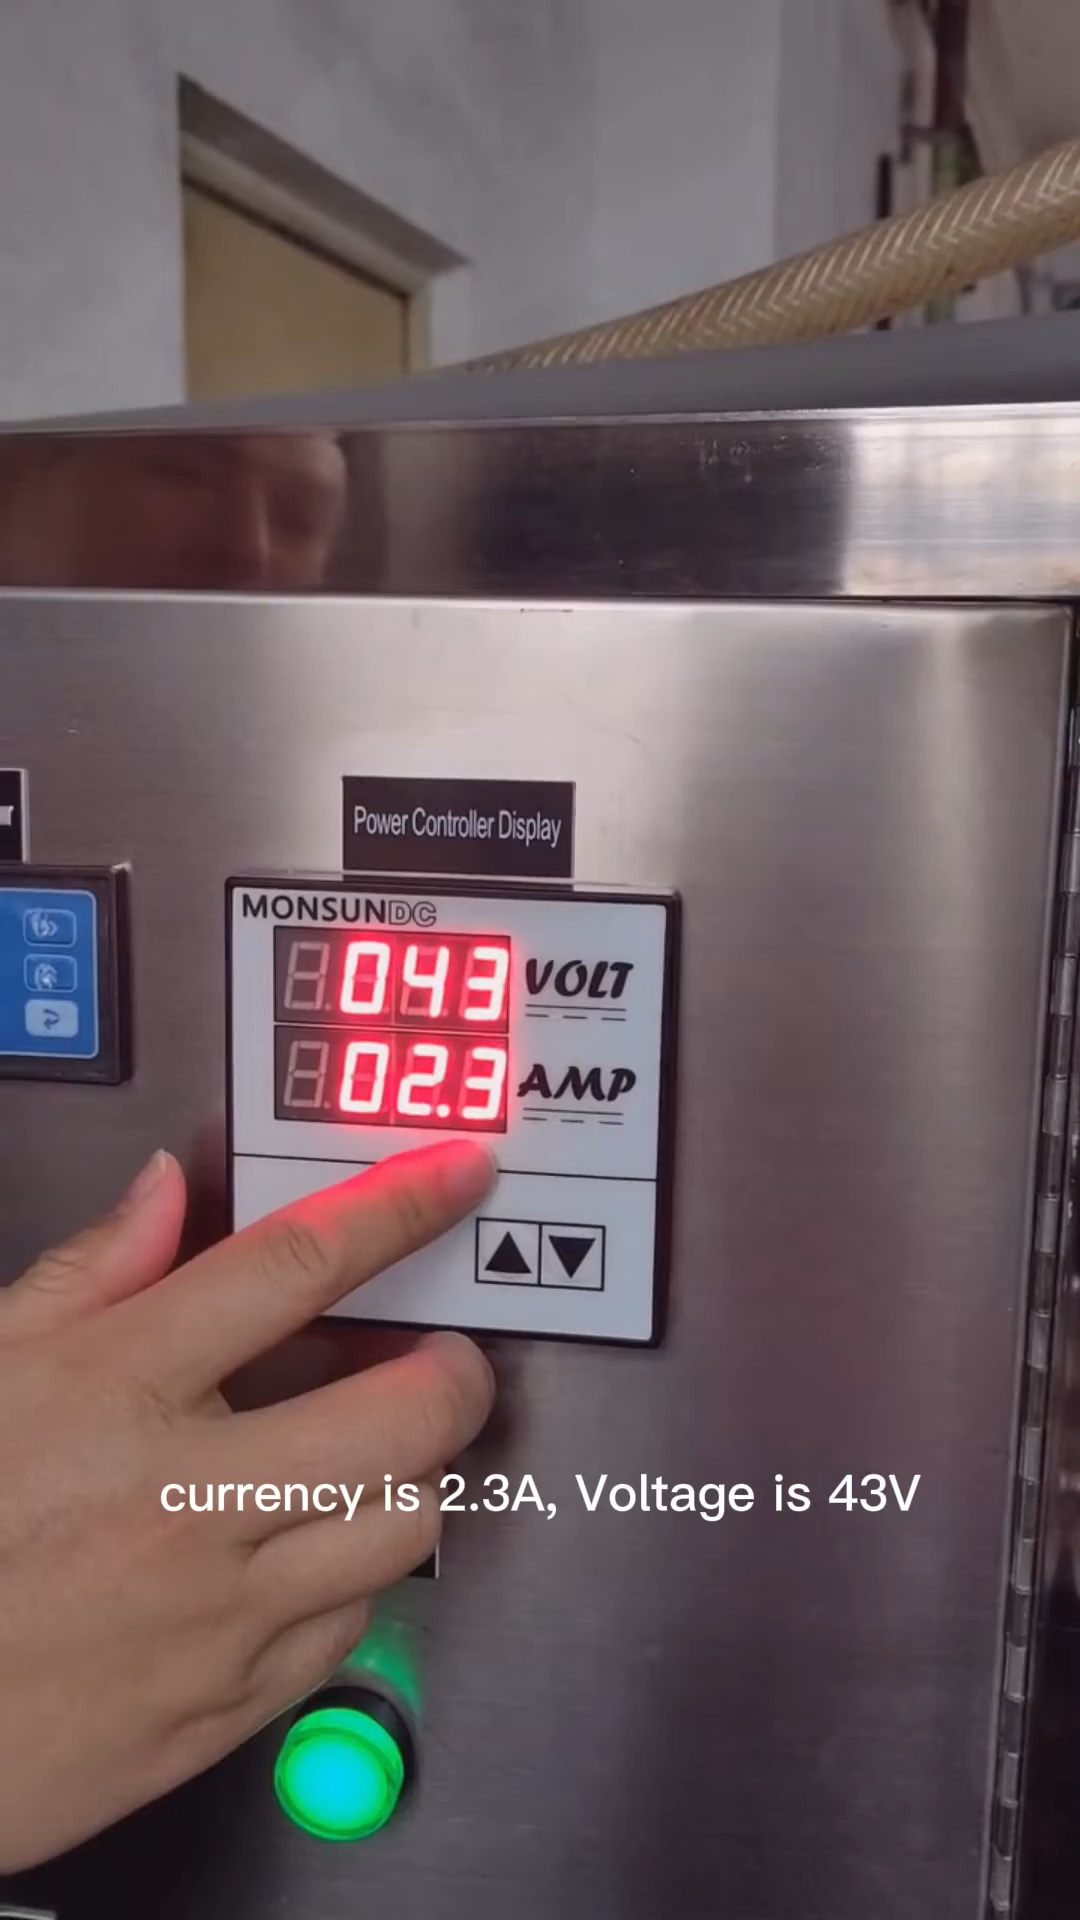 Power Controller Display
MONSUNDC
043 VOLT
02.3 AMP
currency is 2.3A, Voltage is 43V